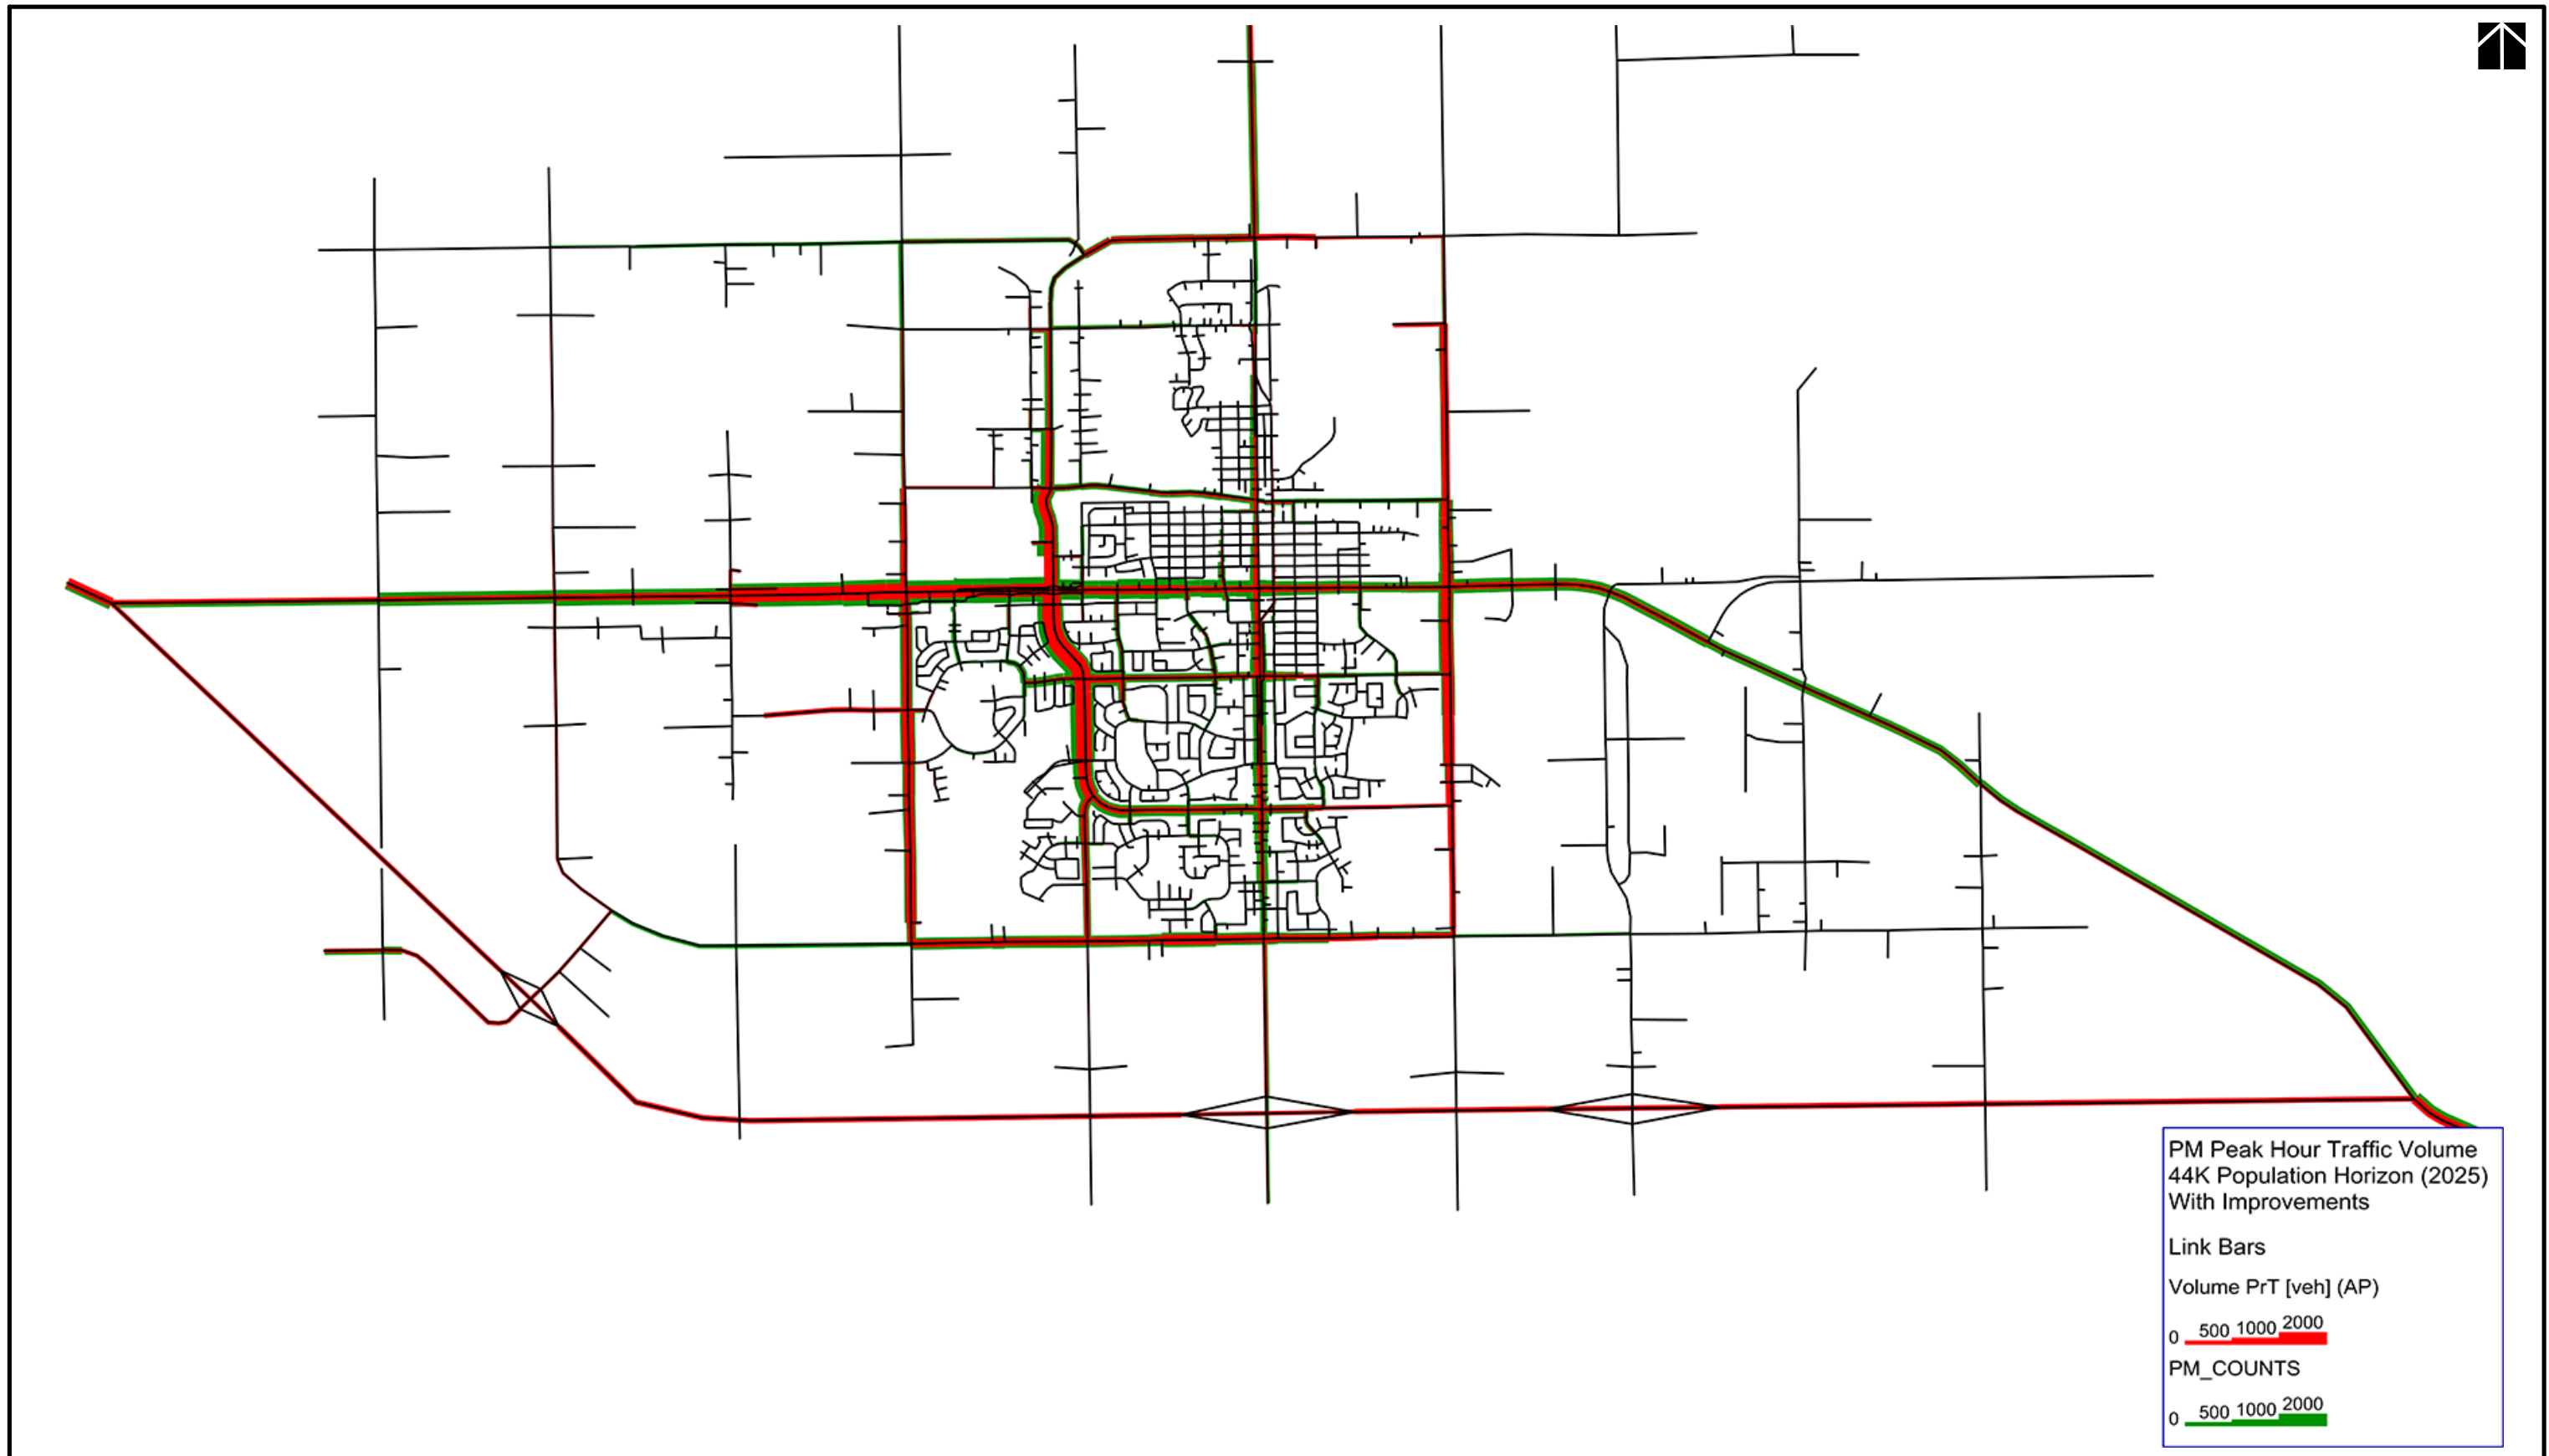 PM Peak Hour Traffic Volume
44K Population Horizon (2025)
With Improvements
Link Bars
Volume PrT [veh] (AP)
0 500 1000 2000
PM_COUNTS
0 500 1000 2000